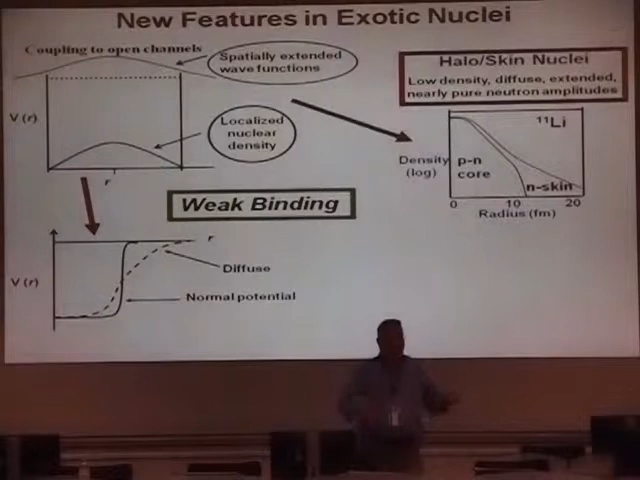 New Features in Exotic Nuclei
Coupling to open channels
Spatially extended
wave functions
V (r)
Localized
nuclear
density
r
Halo/Skin Nuclei
Low density, diffuse, extended,
nearly pure neutron amplitudes
11Li
Density
(log)
p-n
core
n-skin
0 10 20
Radius (fm)
Weak Binding
r
V (r)
Diffuse
Normal potential